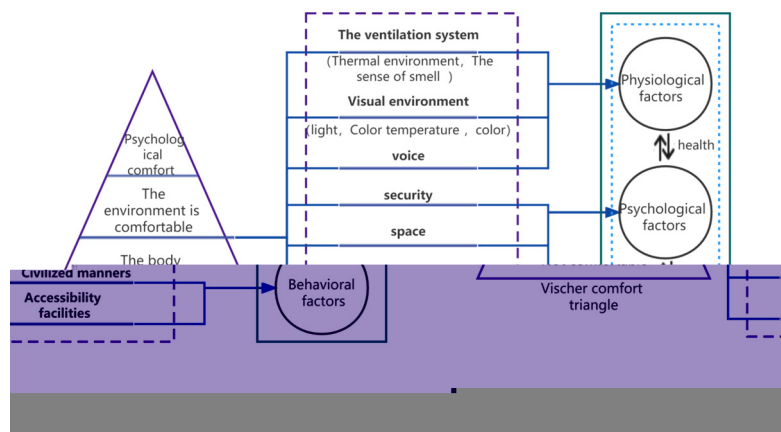 The ventilation system
(Thermal environment, The
sense of smell )
Visual environment
(light, Color temperature , color)
voice
security
space
Psycholog
ical
comfort
The
environment is
comfortable
The body
Physiological
factors
health
Psychological
factors
Civilized manners
Accessibility
facilities
Behavioral
factors
Vischer comfort
triangle